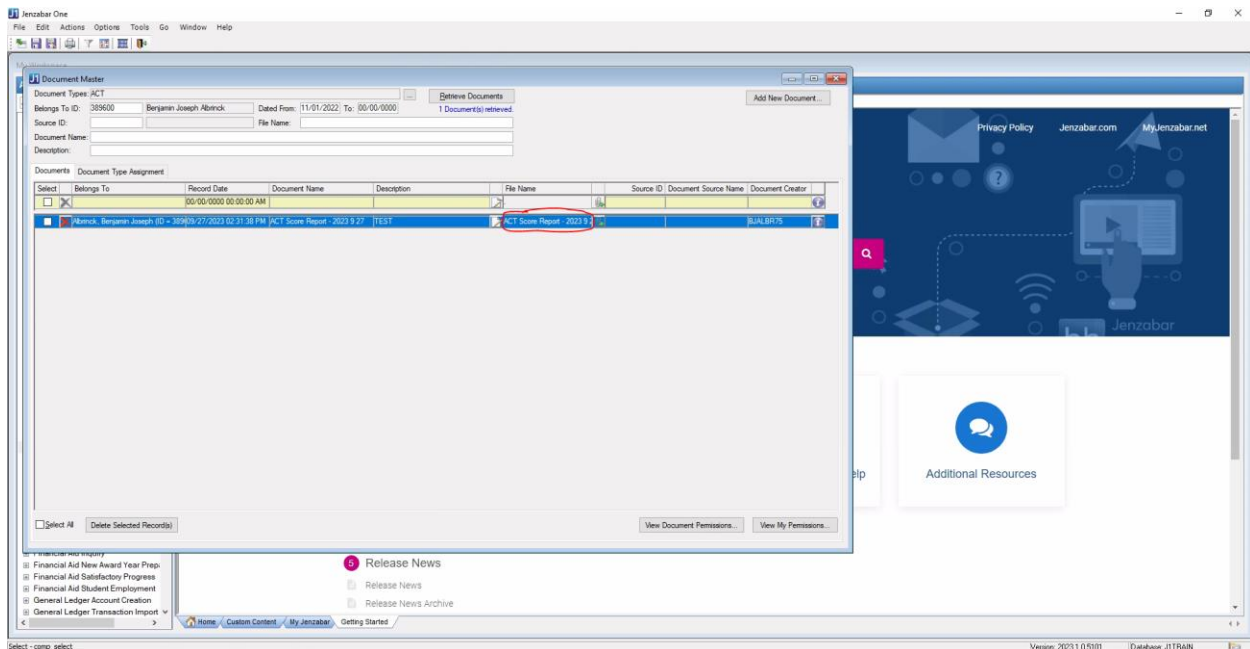 Jenzabar One
File Edit Actions Options Tools Go Window Help
Document Master
Document Types: ACT ... Retrieve Documents Add New Document...
Belongs To ID: 389600 Benjamin Joseph Albrinck Dated From: 11/01/2022 To: 00/00/0000 1 Document(s) retrieved.
Source ID: File Name:
Document Name:
Description:
Documents Document Type Assignment
Select Belongs To Record Date Document Name Description File Name Source ID Document Source Name Document Creator
00/00/0000 00:00:00 AM
Albrinck, Benjamin Joseph (ID = 389 09/27/2023 02:31:38 PM ACT Score Report - 2023 9 27 TEST ACT Score Report - 2023 9 2 BJALBR75
Select All Delete Selected Record(s) View Document Permissions... View My Permissions...
Privacy Policy Jenzabar.com MyJenzabar.net
?
Jenzabar
elp Additional Resources
Financial Aid Inquiry
Financial Aid New Award Year Prep
Financial Aid Satisfactory Progress
Financial Aid Student Employment
General Ledger Account Creation
General Ledger Transaction Import
5 Release News
Release News
Release News Archive
Home Custom Content My Jenzabar Getting Started
Select - comp_select Version: 2023.1.0.5101 Database: J1TRAIN